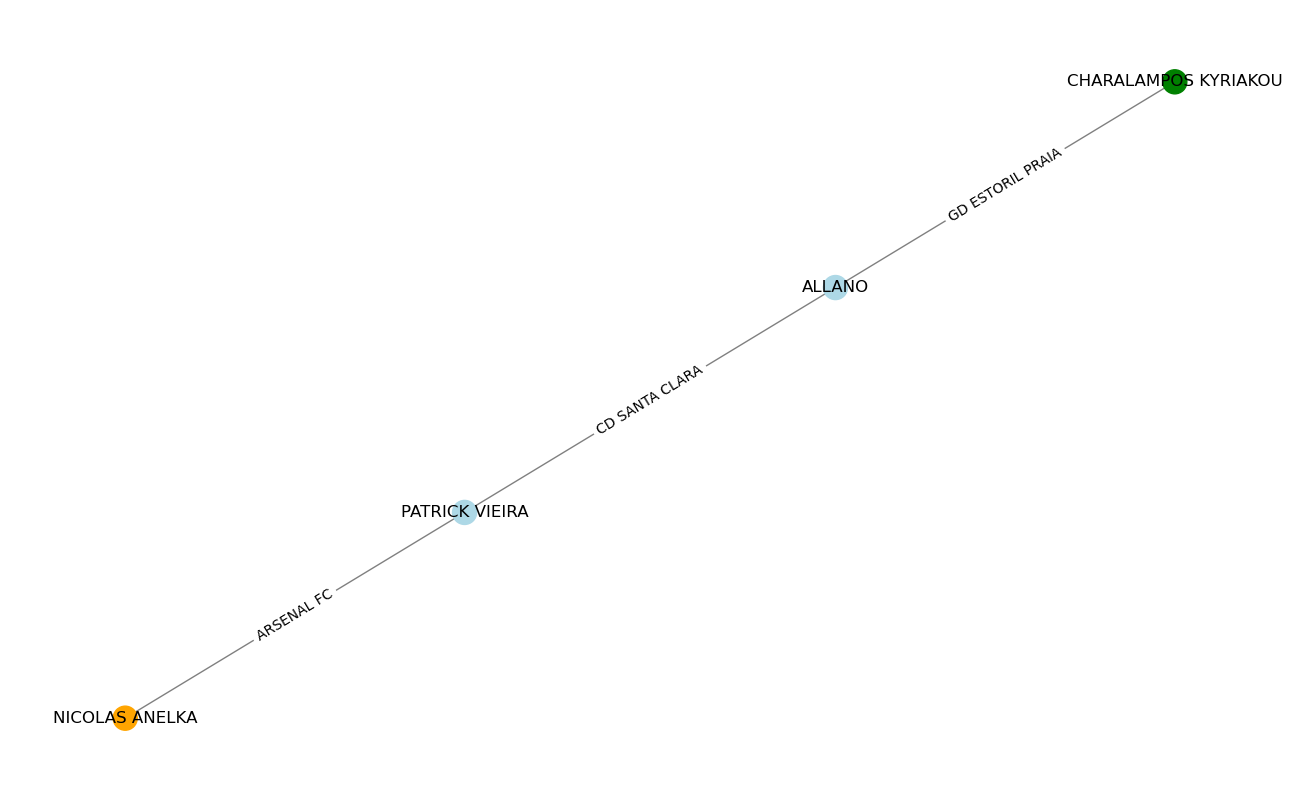 CHARALAMPOS KYRIAKOU
GD ESTORIL PRAIA
ALLANO
CD SANTA CLARA
PATRICK VIEIRA
ARSENAL FC
NICOLAS ANELKA